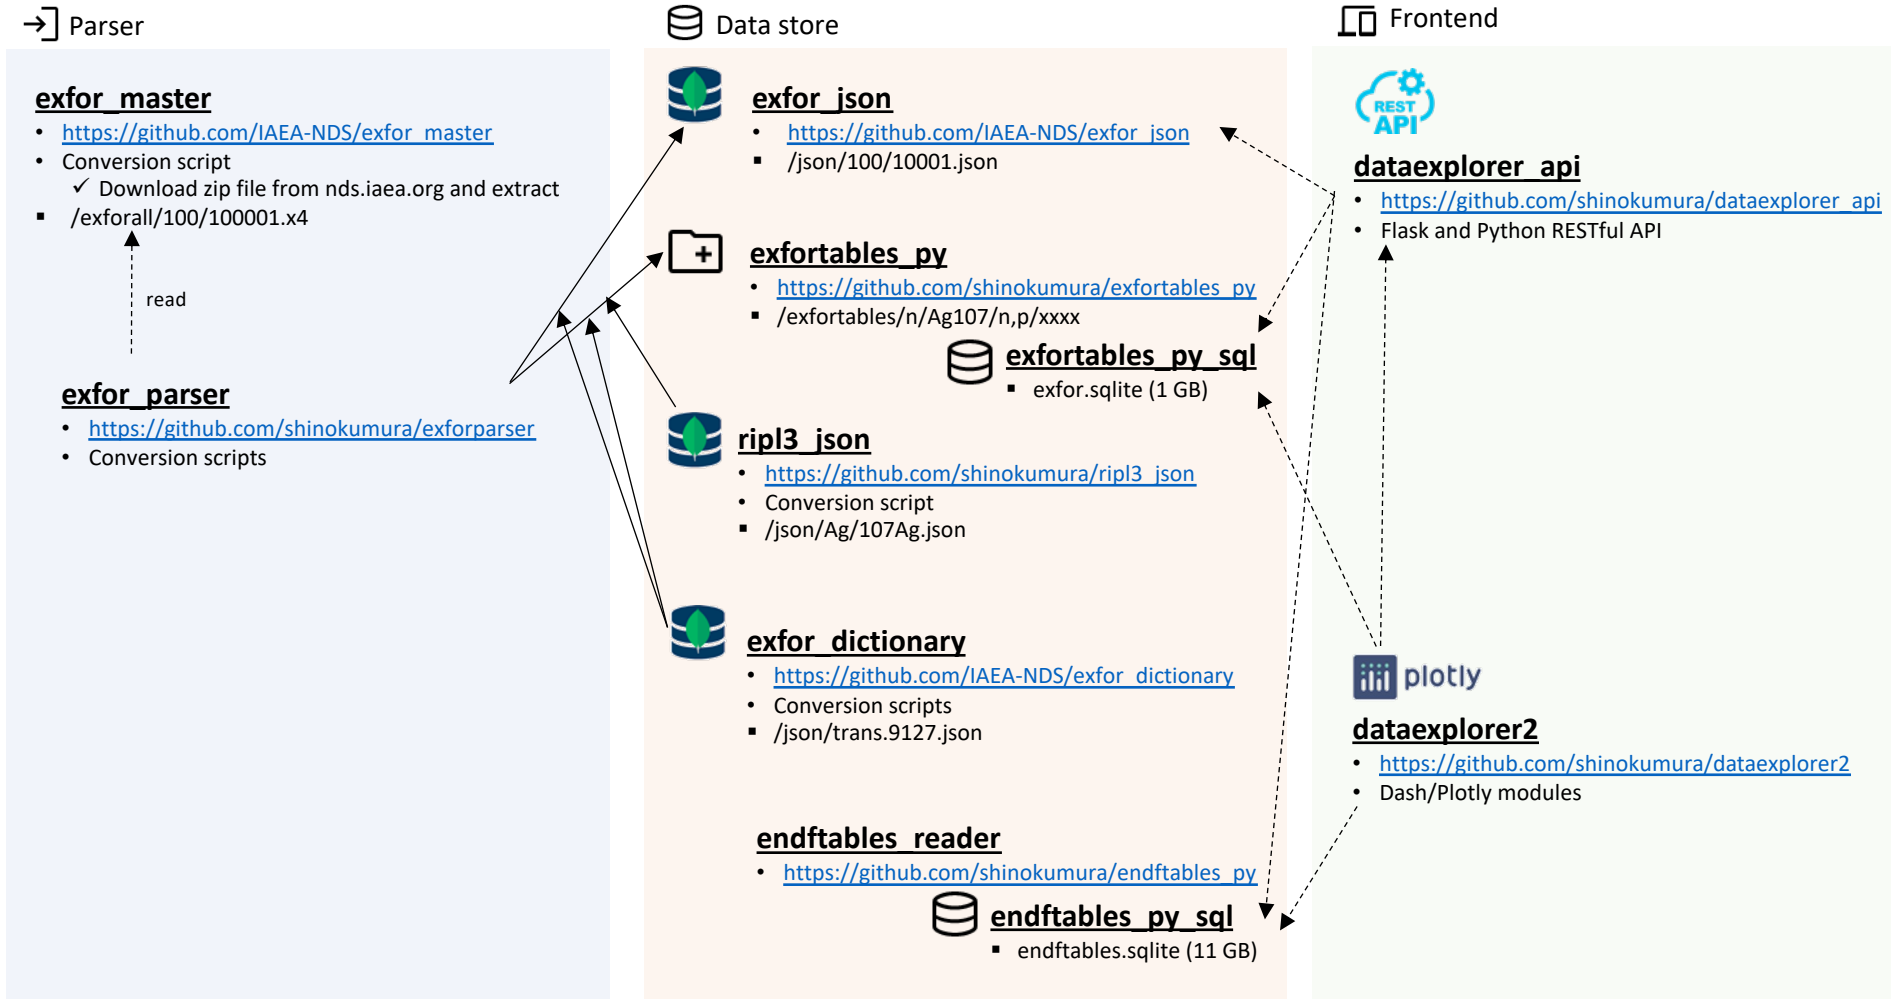 Parser
exfor_master
• https://github.com/IAEA-NDS/exfor_master
• Conversion script
✓ Download zip file from nds.iaea.org and extract
▪ /exforall/100/100001.x4
read
exfor_parser
• https://github.com/shinokumura/exforparser
• Conversion scripts
Data store
exfor_json
• https://github.com/IAEA-NDS/exfor_json
▪ /json/100/10001.json
exfortables_py
• https://github.com/shinokumura/exfortables_py
▪ /exfortables/n/Ag107/n,p/xxxx
exfortables_py_sql
▪ exfor.sqlite (1 GB)
ripl3_json
• https://github.com/shinokumura/ripl3_json
• Conversion script
▪ /json/Ag/107Ag.json
exfor_dictionary
• https://github.com/IAEA-NDS/exfor_dictionary
• Conversion scripts
▪ /json/trans.9127.json
endftables_reader
• https://github.com/shinokumura/endftables_py
endftables_py_sql
▪ endftables.sqlite (11 GB)
Frontend
REST
API
dataexplorer_api
• https://github.com/shinokumura/dataexplorer_api
• Flask and Python RESTful API
plotly
dataexplorer2
• https://github.com/shinokumura/dataexplorer2
• Dash/Plotly modules